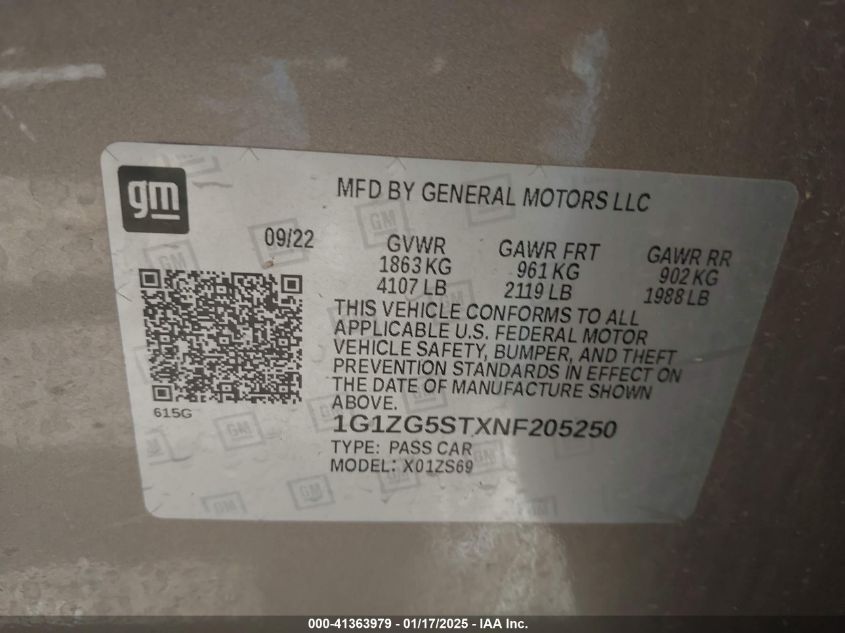 gm
MFD BY GENERAL MOTORS LLC
09/22
GVWR GAWR FRT GAWR RR
1863 KG 961 KG 902 KG
4107 LB 2119 LB 1988 LB
THIS VEHICLE CONFORMS TO ALL
APPLICABLE U.S. FEDERAL MOTOR
VEHICLE SAFETY, BUMPER, AND THEFT
PREVENTION STANDARDS IN EFFECT ON
THE DATE OF MANUFACTURE SHOWN
ABOVE.
615G
1G1ZG5STXNF205250
TYPE: PASS CAR
MODEL: X01ZS69
000-41363979 - 01/17/2025 - IAA Inc.